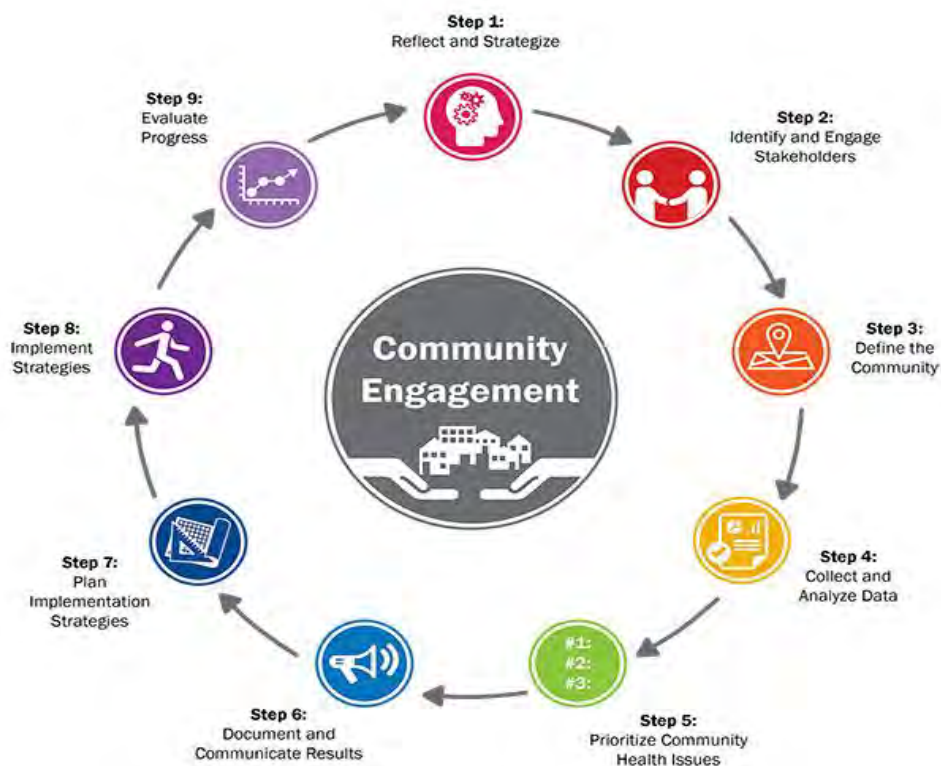 Step 1:
Reflect and Strategize
Step 2:
Identify and Engage
Stakeholders
Step 3:
Define the
Community
Step 4:
Collect and
Analyze Data
#1:
#2:
#3:
Step 5:
Prioritize Community
Health Issues
Step 6:
Document and
Communicate Results
Step 7:
Plan
Implementation
Strategies
Step 8:
Implement
Strategies
Step 9:
Evaluate
Progress
Community
Engagement